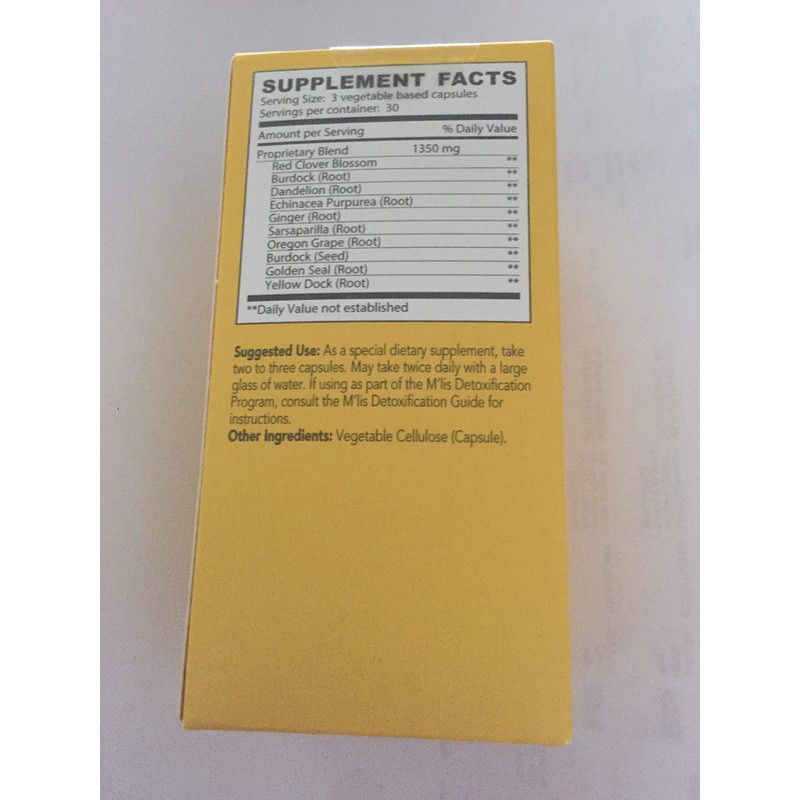 SUPPLEMENT FACTS
Serving Size: 3 vegetable based capsules
Servings per container: 30
Amount per Serving % Daily Value
Proprietary Blend 1350 mg
Red Clover Blossom **
Burdock (Root) **
Dandelion (Root) **
Echinacea Purpurea (Root) **
Ginger (Root) **
Sarsaparilla (Root) **
Oregon Grape (Root) **
Burdock (Seed) **
Golden Seal (Root) **
Yellow Dock (Root) **
**Daily Value not established
Suggested Use: As a special dietary supplement, take
two to three capsules. May take twice daily with a large
glass of water. If using as part of the M'lis Detoxification
Program, consult the M'lis Detoxification Guide for
instructions.
Other Ingredients: Vegetable Cellulose (Capsule).